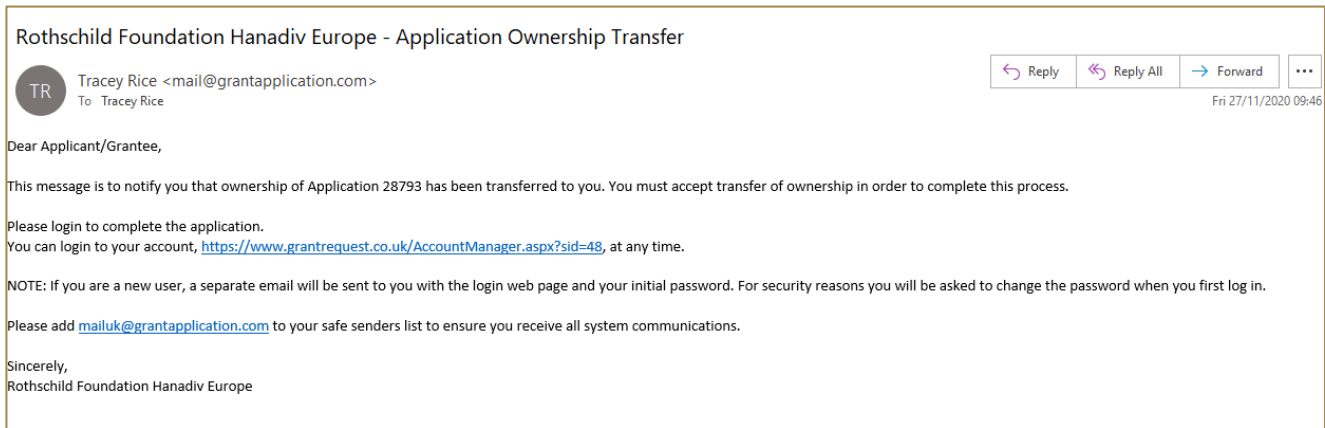 Rothschild Foundation Hanadiv Europe - Application Ownership Transfer
TR
Tracey Rice <mail@grantapplication.com>
To Tracey Rice
Reply
Reply All
Forward
...
Fri 27/11/2020 09:46
Dear Applicant/Grantee,
This message is to notify you that ownership of Application 28793 has been transferred to you. You must accept transfer of ownership in order to complete this process.
Please login to complete the application.
You can login to your account, https://www.grantrequest.co.uk/AccountManager.aspx?sid=48, at any time.
NOTE: If you are a new user, a separate email will be sent to you with the login web page and your initial password. For security reasons you will be asked to change the password when you first log in.
Please add mailuk@grantapplication.com to your safe senders list to ensure you receive all system communications.
Sincerely,
Rothschild Foundation Hanadiv Europe